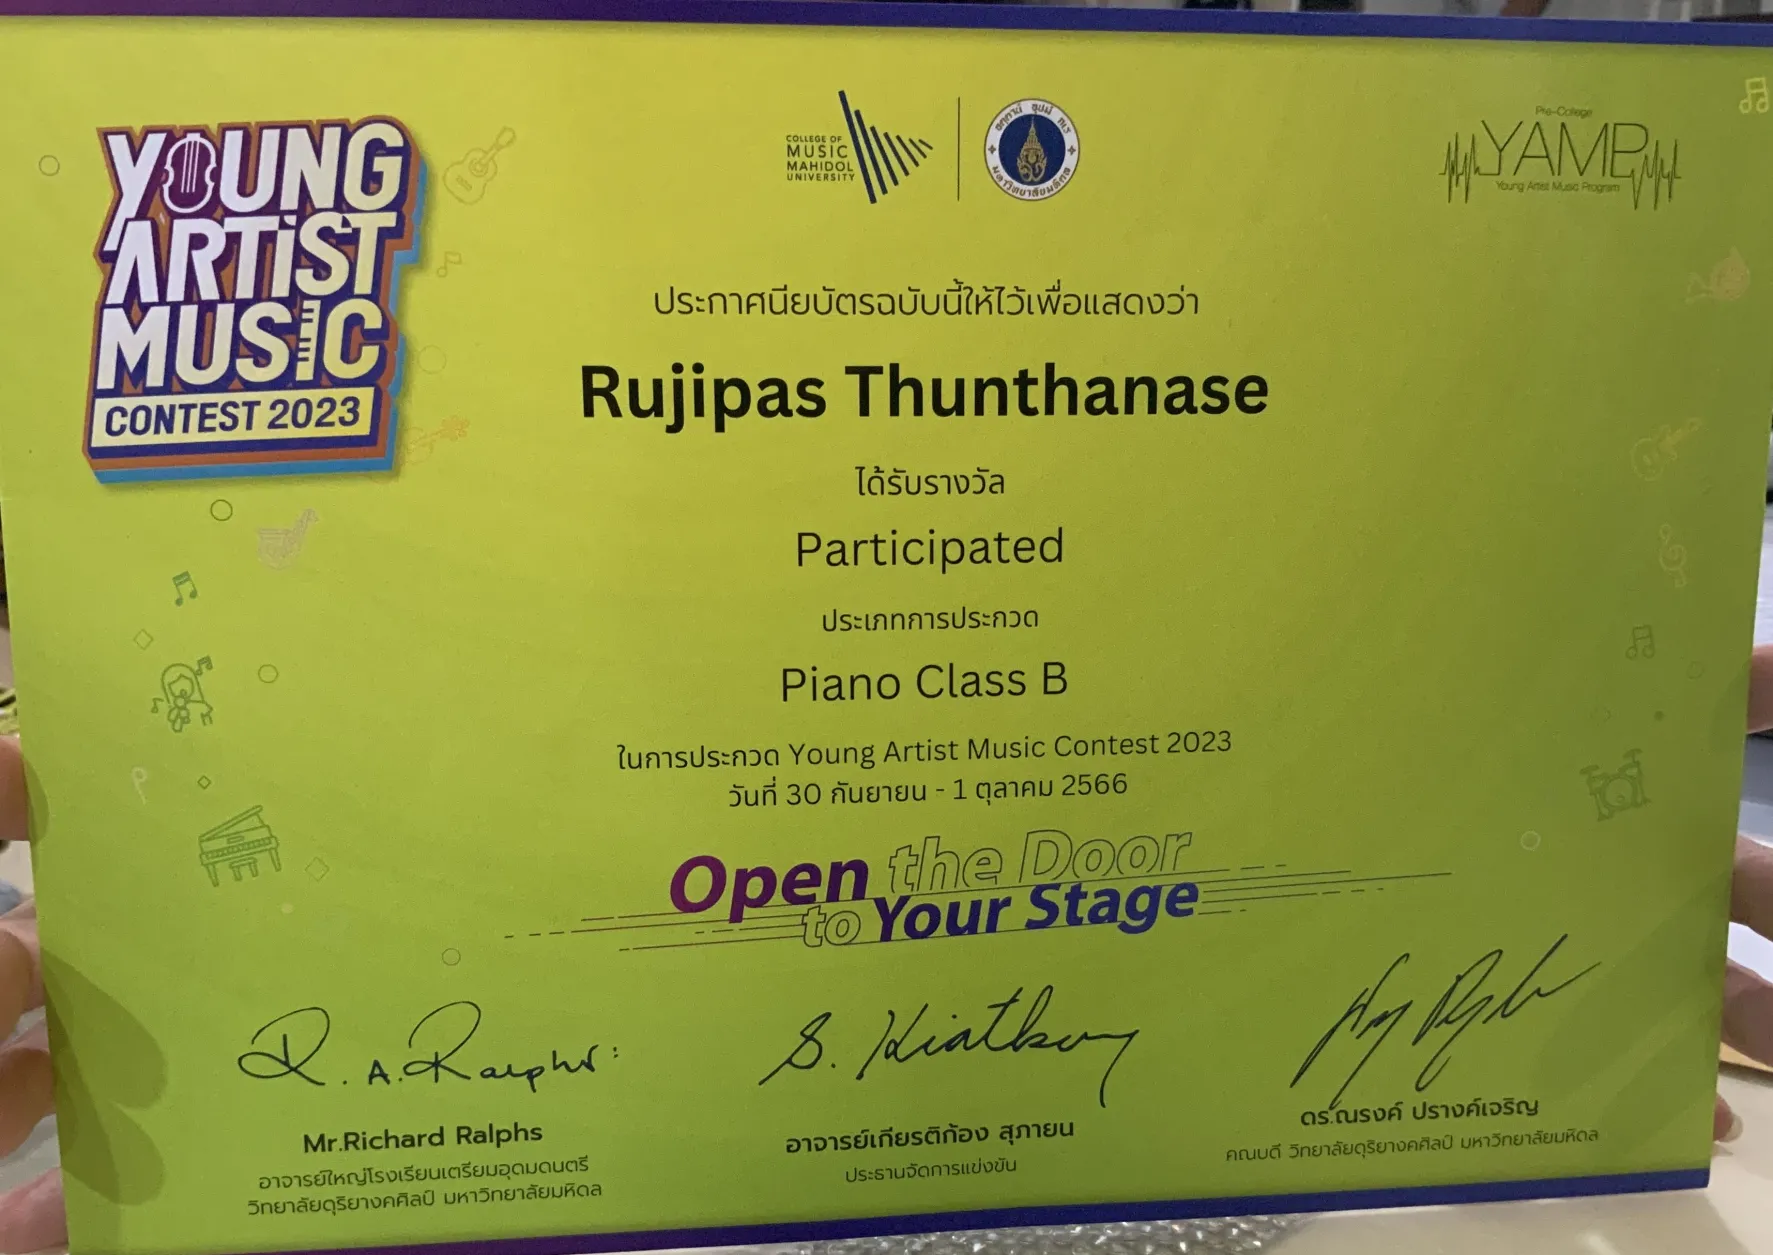 YOUNG
ARTiST
MUSIC
CONTEST 2023
COLLEGE OF
MUSIC
MAHIDOL
UNIVERSITY
มหาวิทยาลัยมหิดล
Pre-College
YAMP
Young Artist Music Program
ประกาศนียบัตรฉบับนี้ให้ไว้เพื่อแสดงว่า
Rujipas Thunthanase
ได้รับรางวัล
Participated
ประเภทการประกวด
Piano Class B
ในการประกวด Young Artist Music Contest 2023
วันที่ 30 กันยายน - 1 ตุลาคม 2566
Open the Door
to Your Stage
R. A. Ralphs
S. Kiatkong
Mr.Richard Ralphs
อาจารย์ใหญ่โรงเรียนเตรียมอุดมดนตรี
วิทยาลัยดุริยางคศิลป์ มหาวิทยาลัยมหิดล
อาจารย์เกียรติก้อง สุภายน
ประธานจัดการแข่งขัน
ดร.ณรงค์ ปรางค์เจริญ
คณบดี วิทยาลัยดุริยางคศิลป์ มหาวิทยาลัยมหิดล